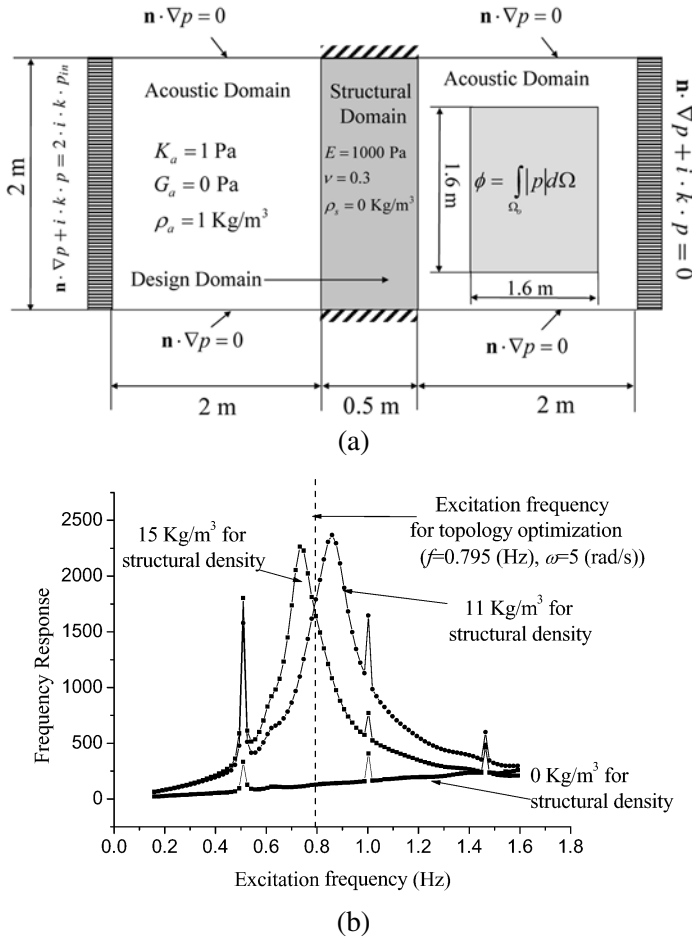 n · ∇p = 0
n · ∇p = 0
n · ∇p + i · k · p = 2 · i · k · p_in
2 m
Acoustic Domain
K_a = 1 Pa
G_a = 0 Pa
ρ_a = 1 Kg/m³
Design Domain
Structural
Domain
E = 1000 Pa
ν = 0.3
ρ_s = 0 Kg/m³
Acoustic Domain
1.6 m
ϕ = ∫_Ω₀ |p|dΩ
1.6 m
n · ∇p + i · k · p = 0
n · ∇p = 0
n · ∇p = 0
2 m
0.5 m
2 m
(a)
Frequency Response
2500
2000
1500
1000
500
0
15 Kg/m³ for
structural density
Excitation frequency
for topology optimization
(f=0.795 (Hz), ω=5 (rad/s))
11 Kg/m³ for
structural density
0 Kg/m³ for
structural density
0.0 0.2 0.4 0.6 0.8 1.0 1.2 1.4 1.6 1.8
Excitation frequency (Hz)
(b)